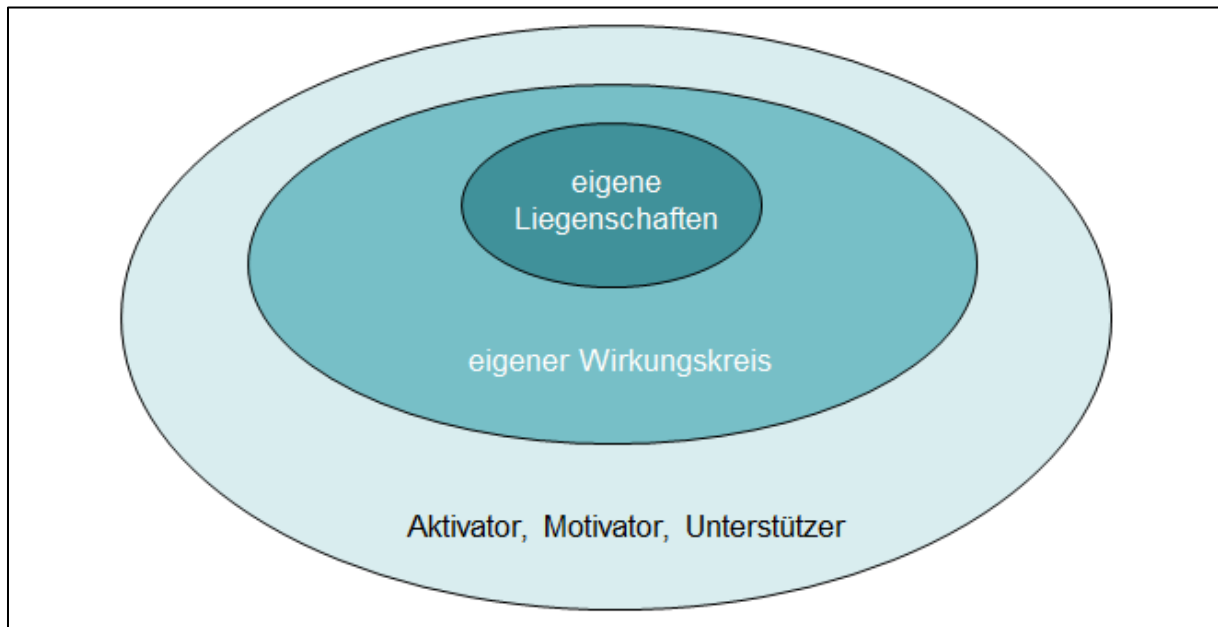 eigene
Liegenschaften
eigener Wirkungskreis
Aktivator, Motivator, Unterstützer